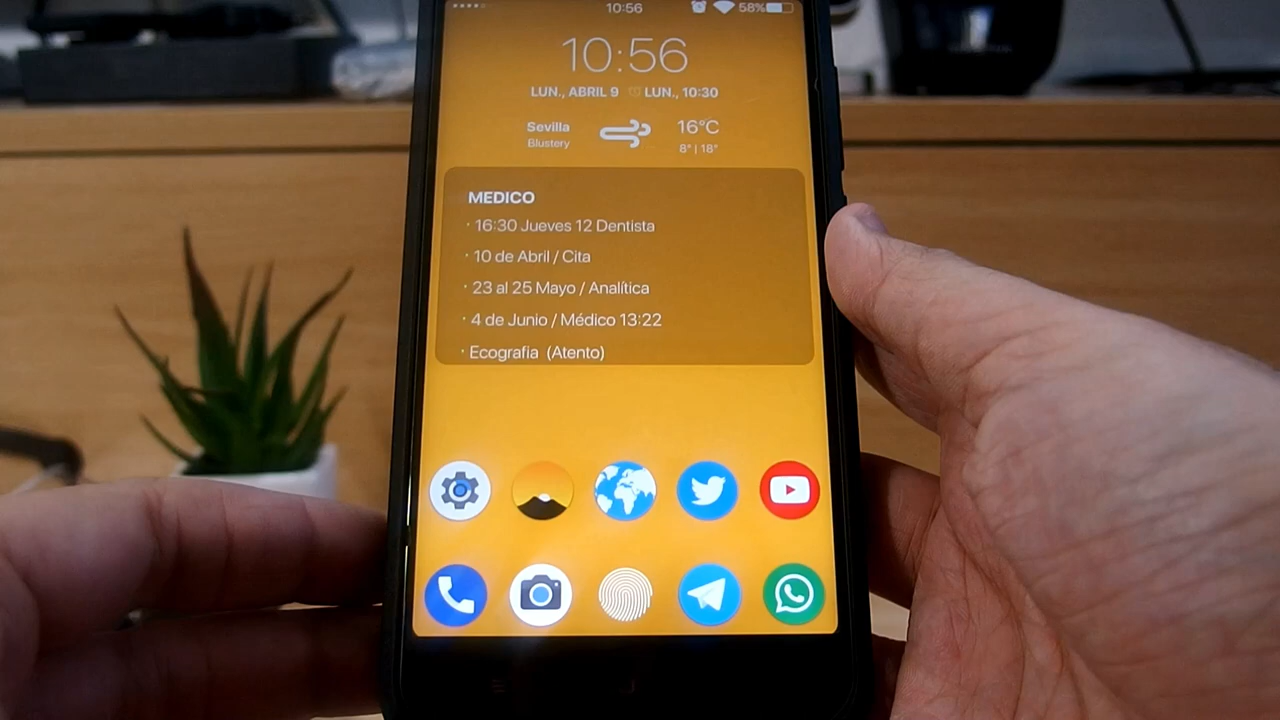 10:56 58%
10:56
LUN., ABRIL 9 LUN., 10:30
Sevilla 16°C
Blustery 8° | 18°
MEDICO
· 16:30 Jueves 12 Dentista
· 10 de Abril / Cita
· 23 al 25 Mayo / Analítica
· 4 de Junio / Médico 13:22
· Ecografia (Atento)